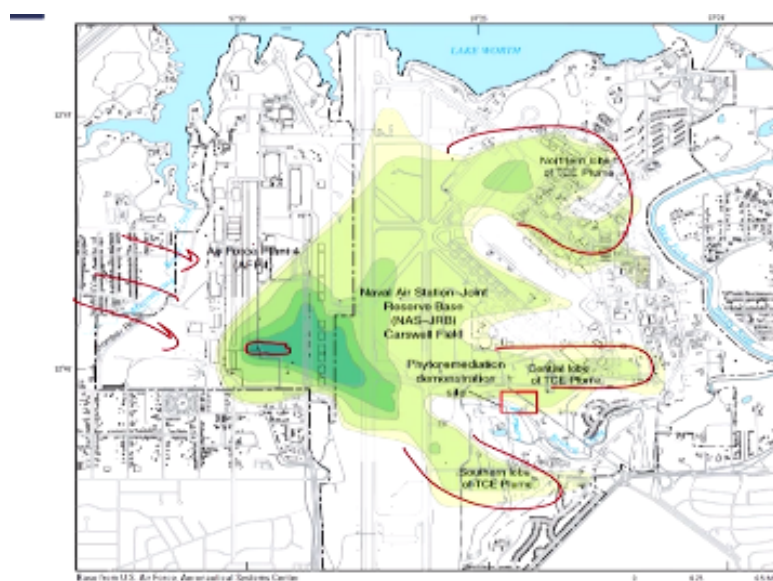 LAKE WORTH
Northern lobe
of TCE Plume
Air Force Plant 4
(AFP4)
Naval Air Station-Joint
Reserve Base
(NAS-JRB)
Carswell Field
Phytoremediation
demonstration
site
Central lobe
of TCE Plume
Southern lobe
of TCE Plume
Base from U.S. Air Force, Aeronautical Systems Center